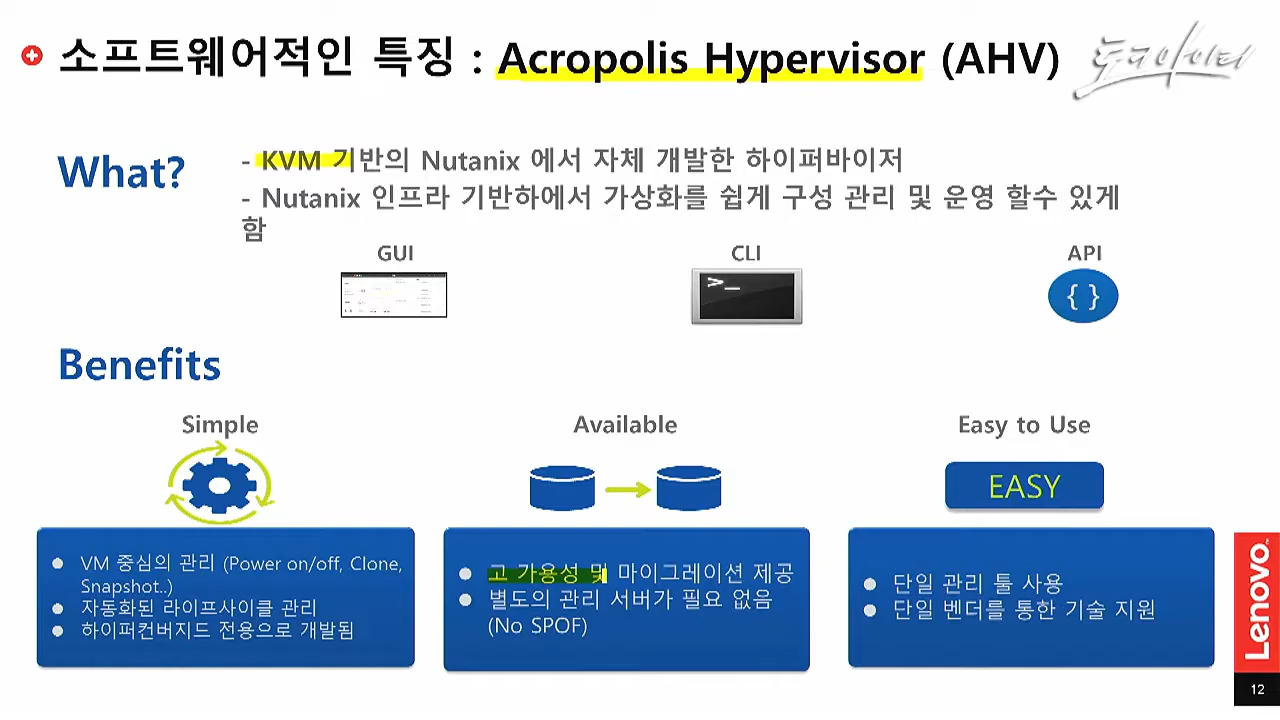 소프트웨어적인 특징 : Acropolis Hypervisor (AHV)
토크아이티
What?
- KVM 기반의 Nutanix 에서 자체 개발한 하이퍼바이저
- Nutanix 인프라 기반하에서 가상화를 쉽게 구성 관리 및 운영 할수 있게
함
GUI
CLI
API
>_
{ }
Benefits
Simple
Available
Easy to Use
EASY
● VM 중심의 관리 (Power on/off, Clone,
Snapshot..)
● 자동화된 라이프사이클 관리
● 하이퍼컨버지드 전용으로 개발됨
● 고 가용성 및 마이그레이션 제공
● 별도의 관리 서버가 필요 없음
(No SPOF)
● 단일 관리 툴 사용
● 단일 벤더를 통한 기술 지원
Lenovo
12